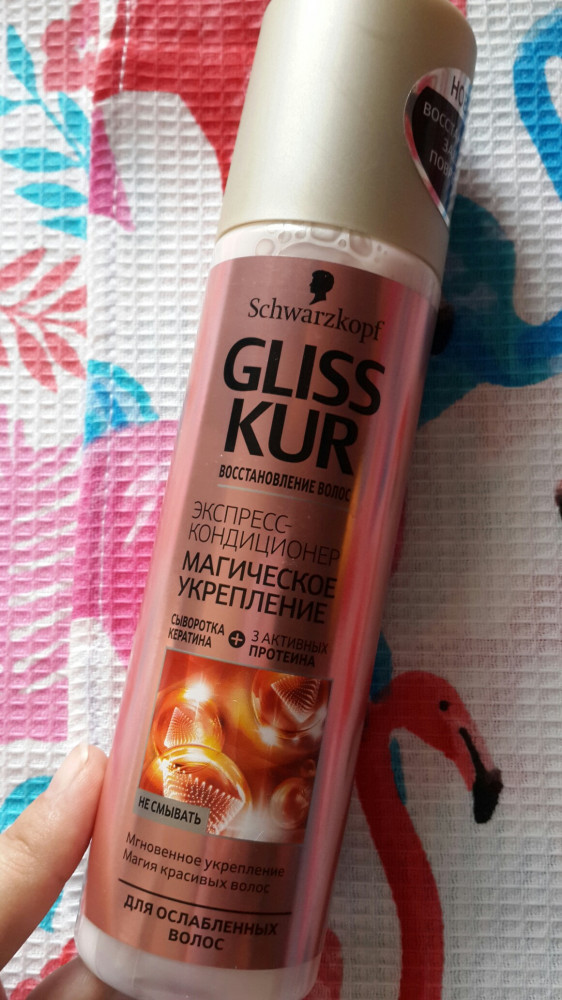 Schwarzkopf
GLISS
KUR
ВОССТАНОВЛЕНИЕ ВОЛОС
ЭКСПРЕСС-
КОНДИЦИОНЕР
МАГИЧЕСКОЕ
УКРЕПЛЕНИЕ
СЫВОРОТКА
КЕРАТИНА
+
3 АКТИВНЫХ
ПРОТЕИНА
НЕ СМЫВАТЬ
Мгновенное укрепление
Магия красивых волос
ДЛЯ ОСЛАБЛЕННЫХ
ВОЛОС